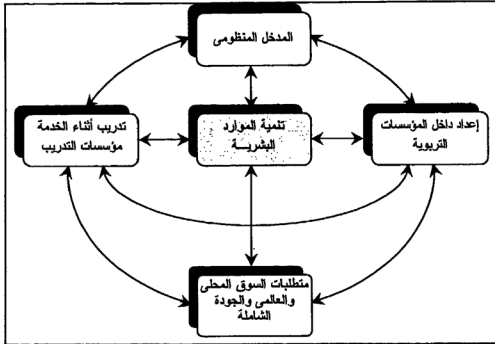 المدخل المنظومى
إعداد داخل المؤسسات
التربوية
تنمية الموارد
البشرية
تدريب أثناء الخدمة
مؤسسات التدريب
متطلبات السوق المحلى
والعالمى والجودة
الشاملة